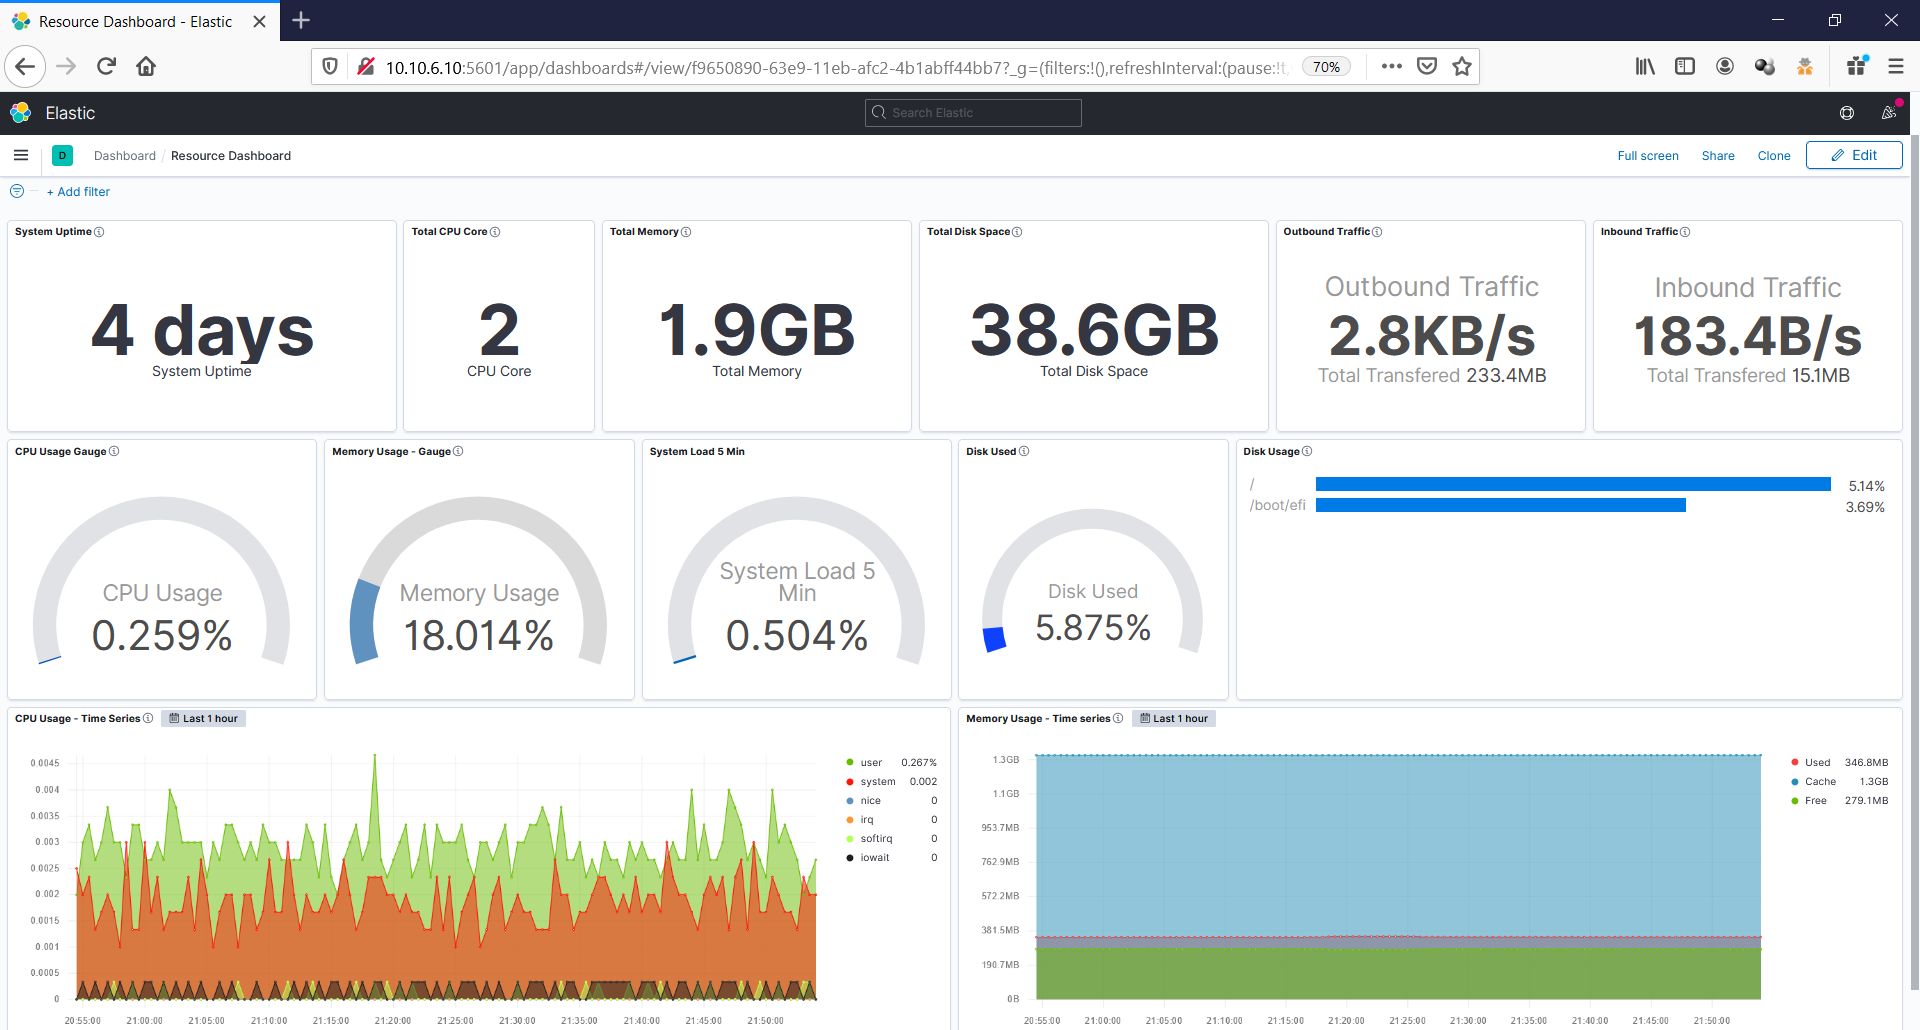 Resource Dashboard - Elastic
10.10.6.10:5601/app/dashboards#/view/f9650890-63e9-11eb-afc2-4b1abff44bb7?_g=(filters:!(),refreshInterval:(pause:!t,
70%
Elastic
Search Elastic
D
Dashboard / Resource Dashboard
Full screen
Share
Clone
Edit
+ Add filter
System Uptime
4 days
System Uptime
Total CPU Core
2
CPU Core
Total Memory
1.9GB
Total Memory
Total Disk Space
38.6GB
Total Disk Space
Outbound Traffic
Outbound Traffic
2.8KB/s
Total Transfered 233.4MB
Inbound Traffic
Inbound Traffic
183.4B/s
Total Transfered 15.1MB
CPU Usage Gauge
CPU Usage
0.259%
Memory Usage - Gauge
Memory Usage
18.014%
System Load 5 Min
System Load 5
Min
0.504%
Disk Used
Disk Used
5.875%
Disk Usage
/ 5.14%
/boot/efi 3.69%
CPU Usage - Time Series Last 1 hour
0.0045
0.004
0.0035
0.003
0.0025
0.002
0.0015
0.001
0.0005
0
20:55:00 21:00:00 21:05:00 21:10:00 21:15:00 21:20:00 21:25:00 21:30:00 21:35:00 21:40:00 21:45:00 21:50:00
user 0.267%
system 0.002
nice 0
irq 0
softirq 0
iowait 0
Memory Usage - Time series Last 1 hour
1.3GB
1.1GB
953.7MB
762.9MB
572.2MB
381.5MB
190.7MB
0B
20:55:00 21:00:00 21:05:00 21:10:00 21:15:00 21:20:00 21:25:00 21:30:00 21:35:00 21:40:00 21:45:00 21:50:00
Used 346.8MB
Cache 1.3GB
Free 279.1MB